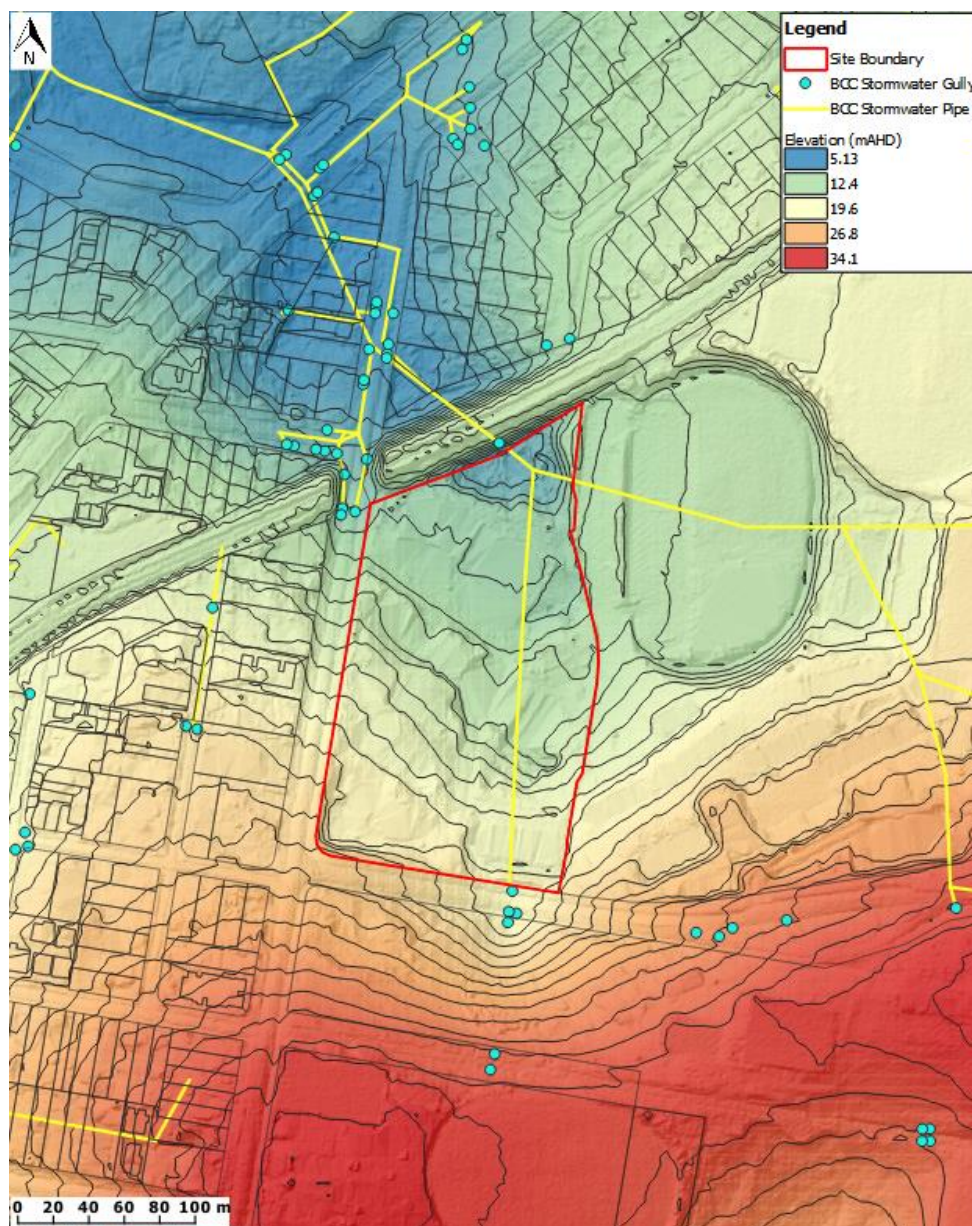 N
Legend
Site Boundary
BCC Stormwater Gully
BCC Stormwater Pipe
Elevation (mAHD)
5.13
12.4
19.6
26.8
34.1
0 20 40 60 80 100 m